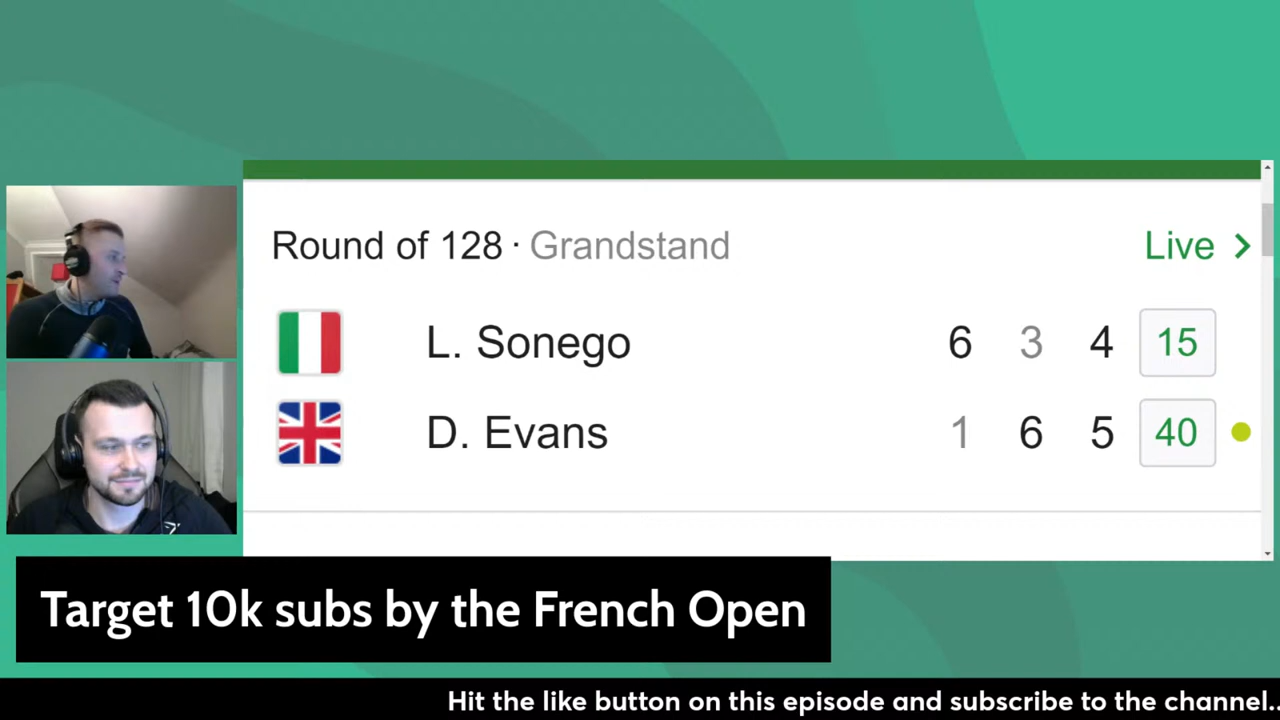 Round of 128 · Grandstand Live
L. Sonego 6 3 4 15
D. Evans 1 6 5 40
Target 10k subs by the French Open
Hit the like button on this episode and subscribe to the channel..